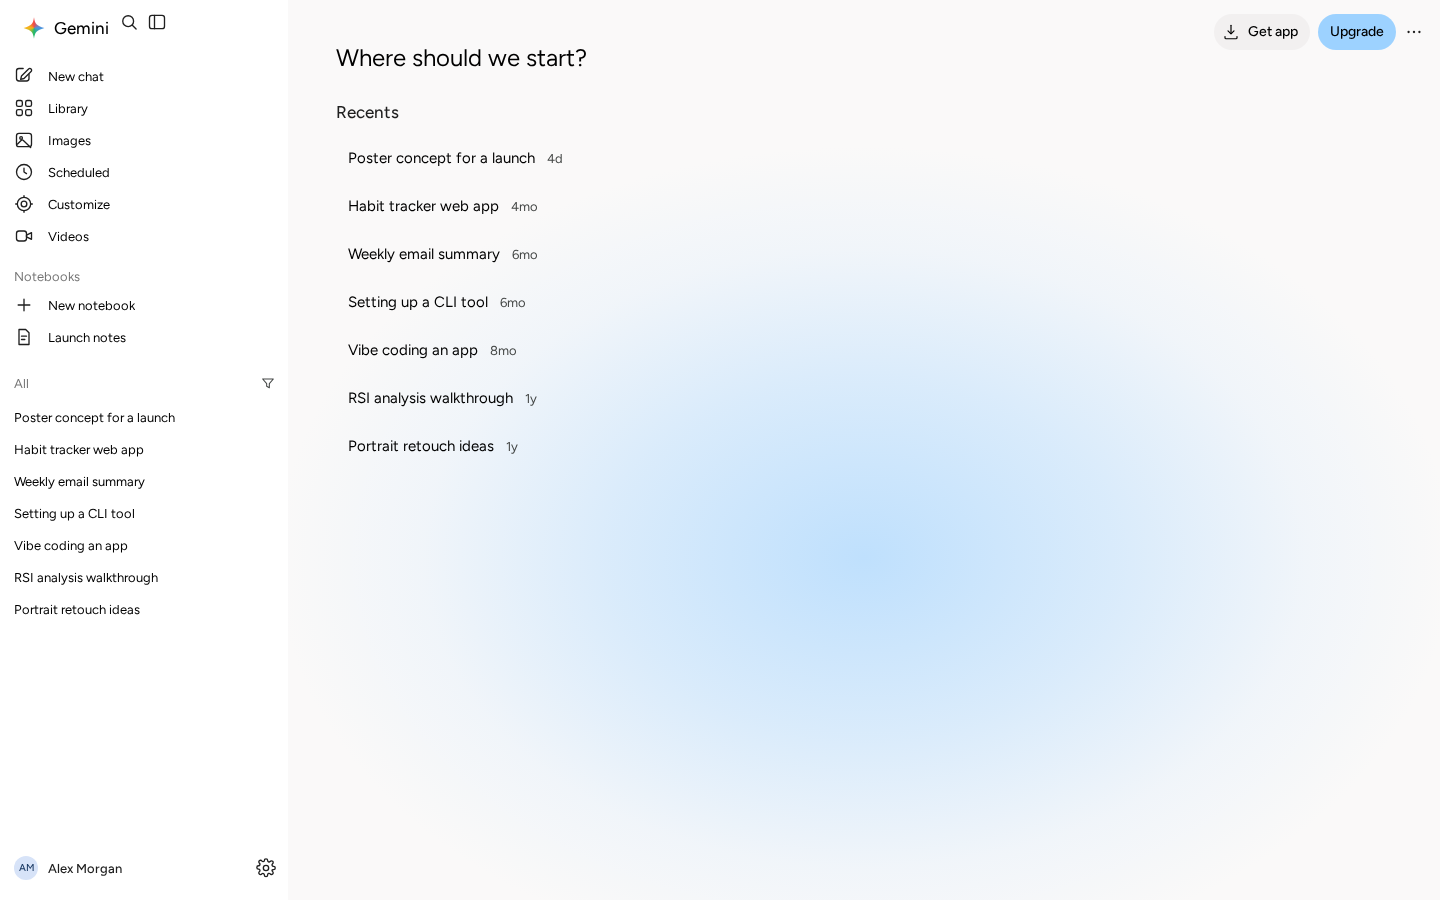 Gemini
New chat
Library
Images
Scheduled
Customize
Videos
Notebooks
New notebook
Launch notes
All
Poster concept for a launch
Habit tracker web app
Weekly email summary
Setting up a CLI tool
Vibe coding an app
RSI analysis walkthrough
Portrait retouch ideas
AM Alex Morgan
Get app Upgrade
Where should we start?
Recents
Poster concept for a launch 4d
Habit tracker web app 4mo
Weekly email summary 6mo
Setting up a CLI tool 6mo
Vibe coding an app 8mo
RSI analysis walkthrough 1y
Portrait retouch ideas 1y